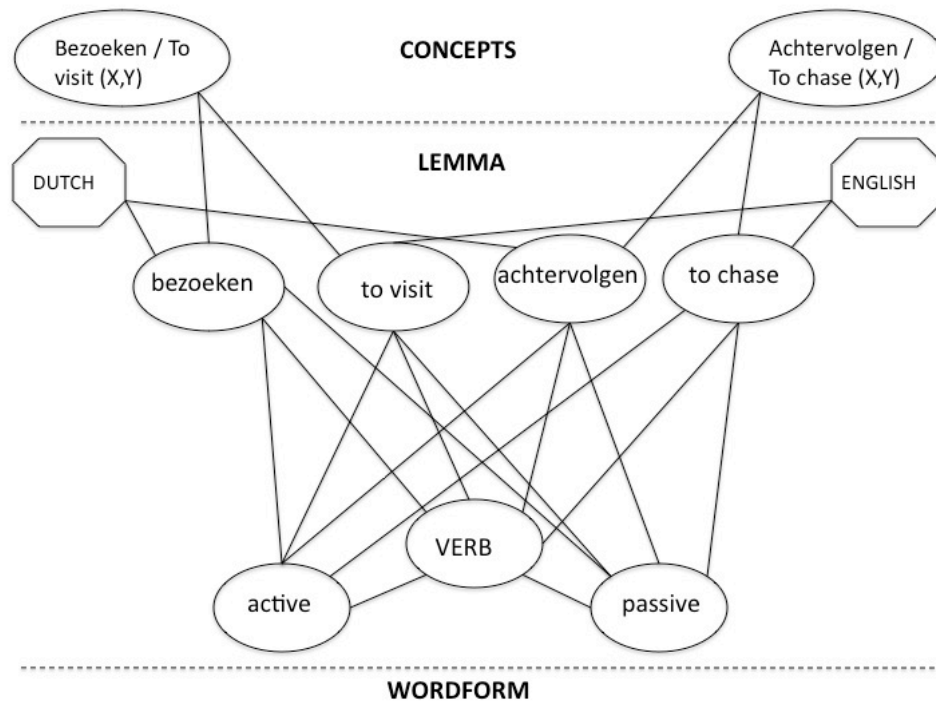 Bezoeken / To
visit (X,Y)
CONCEPTS
Achtervolgen /
To chase (X,Y)
LEMMA
DUTCH
ENGLISH
bezoeken
to visit
achtervolgen
to chase
VERB
active
passive
WORDFORM